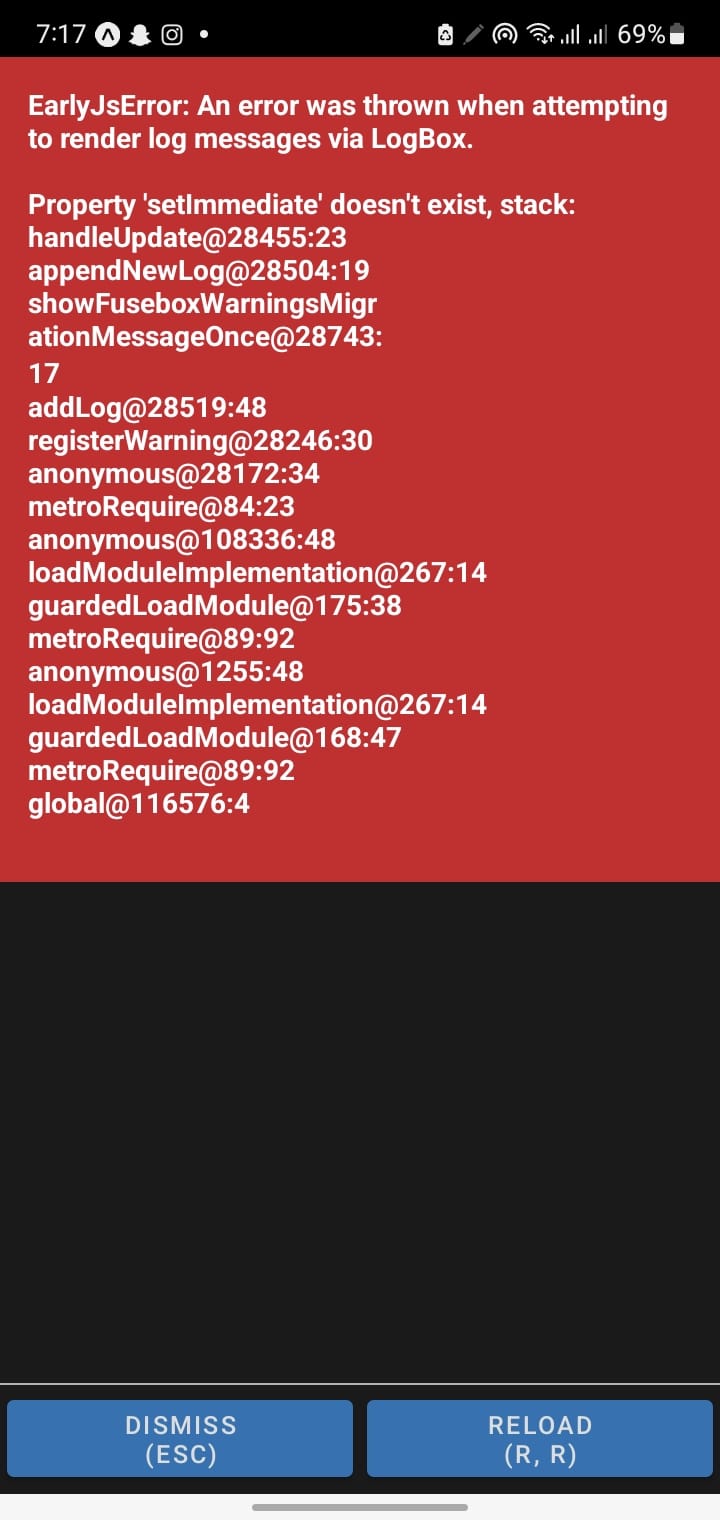 7:17
69%
EarlyJsError: An error was thrown when attempting
to render log messages via LogBox.
Property 'setImmediate' doesn't exist, stack:
handleUpdate@28455:23
appendNewLog@28504:19
showFuseboxWarningsMigr
ationMessageOnce@28743:
17
addLog@28519:48
registerWarning@28246:30
anonymous@28172:34
metroRequire@84:23
anonymous@108336:48
loadModuleImplementation@267:14
guardedLoadModule@175:38
metroRequire@89:92
anonymous@1255:48
loadModuleImplementation@267:14
guardedLoadModule@168:47
metroRequire@89:92
global@116576:4
DISMISS
(ESC)
RELOAD
(R, R)